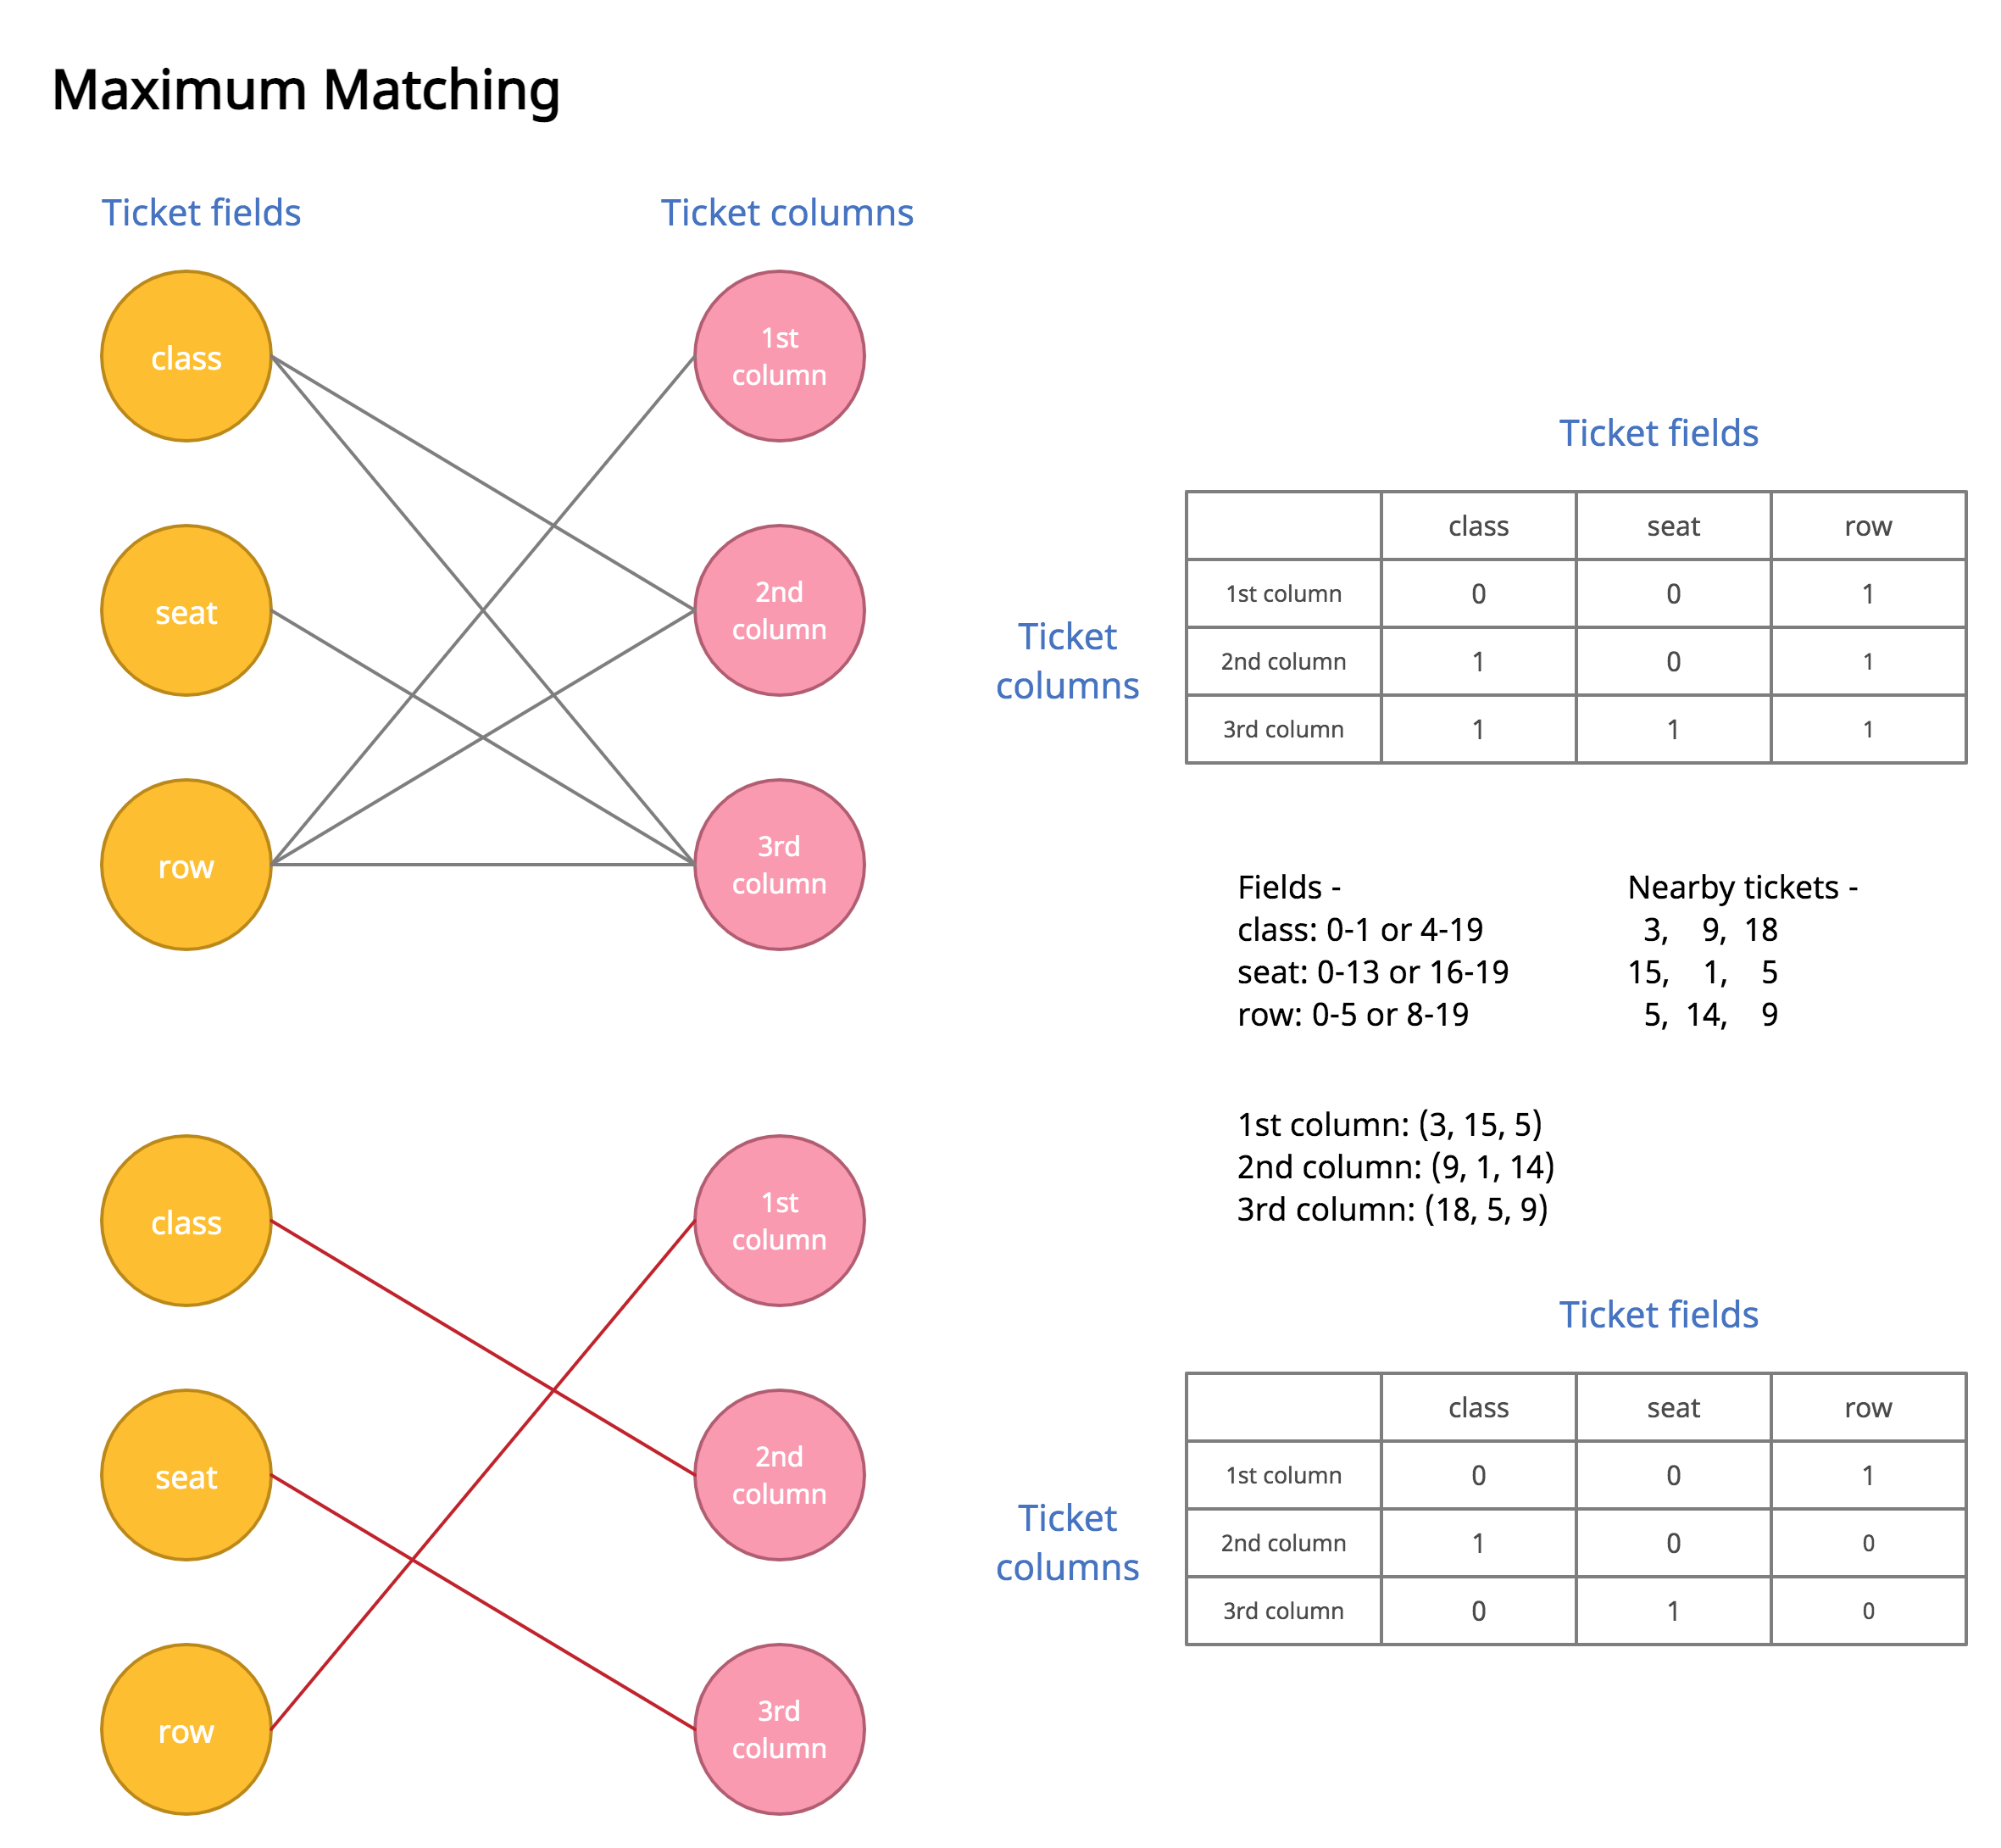 Maximum Matching
Ticket fields
Ticket columns
class
1st
column
seat
2nd
column
row
3rd
column
Ticket fields
Ticket
columns
class seat row
1st column 0 0 1
2nd column 1 0 1
3rd column 1 1 1
Fields -
class: 0-1 or 4-19
seat: 0-13 or 16-19
row: 0-5 or 8-19
Nearby tickets -
3, 9, 18
15, 1, 5
5, 14, 9
1st column: (3, 15, 5)
2nd column: (9, 1, 14)
3rd column: (18, 5, 9)
class
1st
column
seat
2nd
column
row
3rd
column
Ticket fields
Ticket
columns
class seat row
1st column 0 0 1
2nd column 1 0 0
3rd column 0 1 0